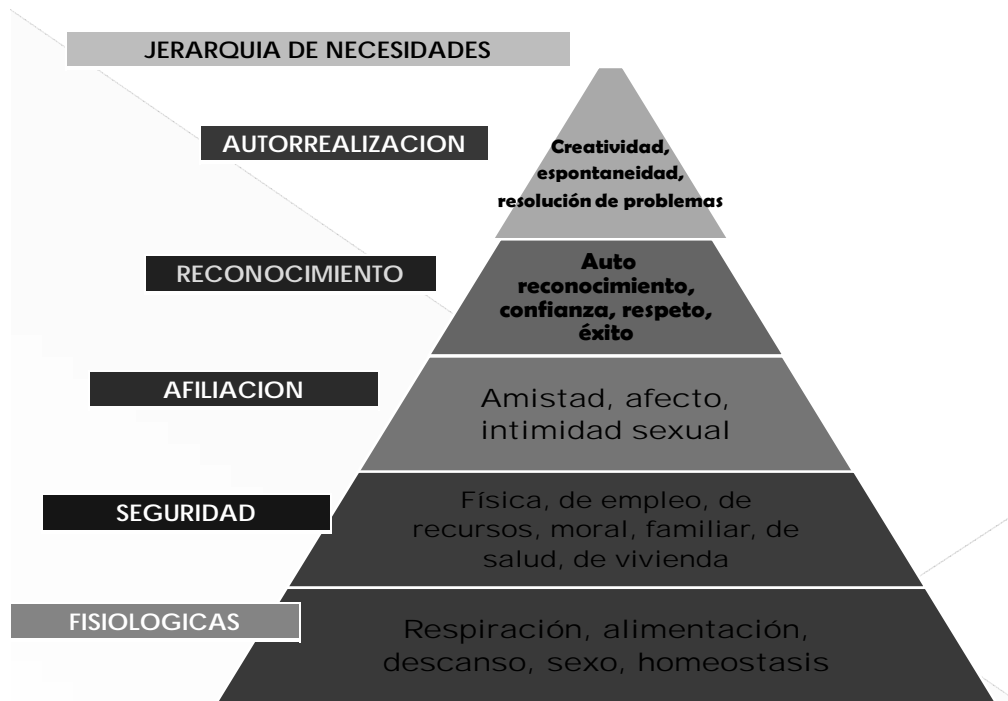 JERARQUIA DE NECESIDADES
AUTORREALIZACION
Creatividad,
espontaneidad,
resolución de problemas
RECONOCIMIENTO
Auto
reconocimiento,
confianza, respeto,
éxito
AFILIACION
Amistad, afecto,
intimidad sexual
SEGURIDAD
Física, de empleo, de
recursos, moral, familiar, de
salud, de vivienda
FISIOLOGICAS
Respiración, alimentación,
descanso, sexo, homeostasis